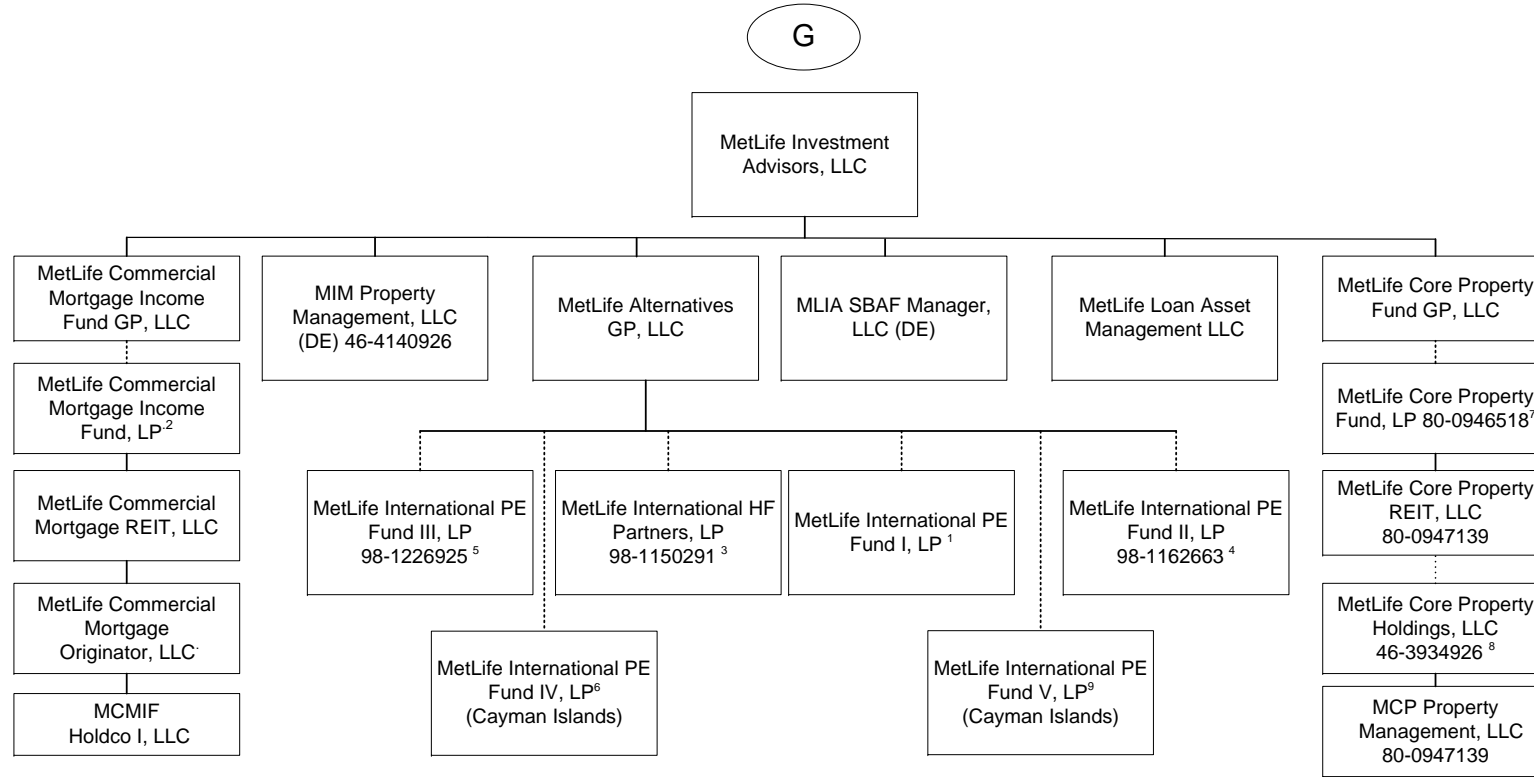 G
MetLife Investment
Advisors, LLC
MetLife Commercial
Mortgage Income
Fund GP, LLC
MIM Property
Management, LLC
(DE) 46-4140926
MetLife Alternatives
GP, LLC
MLIA SBAF Manager,
LLC (DE)
MetLife Loan Asset
Management LLC
MetLife Core Property
Fund GP, LLC
MetLife Commercial
Mortgage Income
Fund, LP.2
MetLife Core Property
Fund, LP 80-0946518 7
MetLife Commercial
Mortgage REIT, LLC
MetLife International PE
Fund III, LP
98-1226925 5
MetLife International HF
Partners, LP
98-1150291 3
MetLife International PE
Fund I, LP 1
MetLife International PE
Fund II, LP
98-1162663 4
MetLife Core Property
REIT, LLC
80-0947139
MetLife Commercial
Mortgage
Originator, LLC.
MetLife Core Property
Holdings, LLC
46-3934926 8
MetLife International PE
Fund IV, LP6
(Cayman Islands)
MetLife International PE
Fund V, LP9
(Cayman Islands)
MCMIF
Holdco I, LLC
MCP Property
Management, LLC
80-0947139